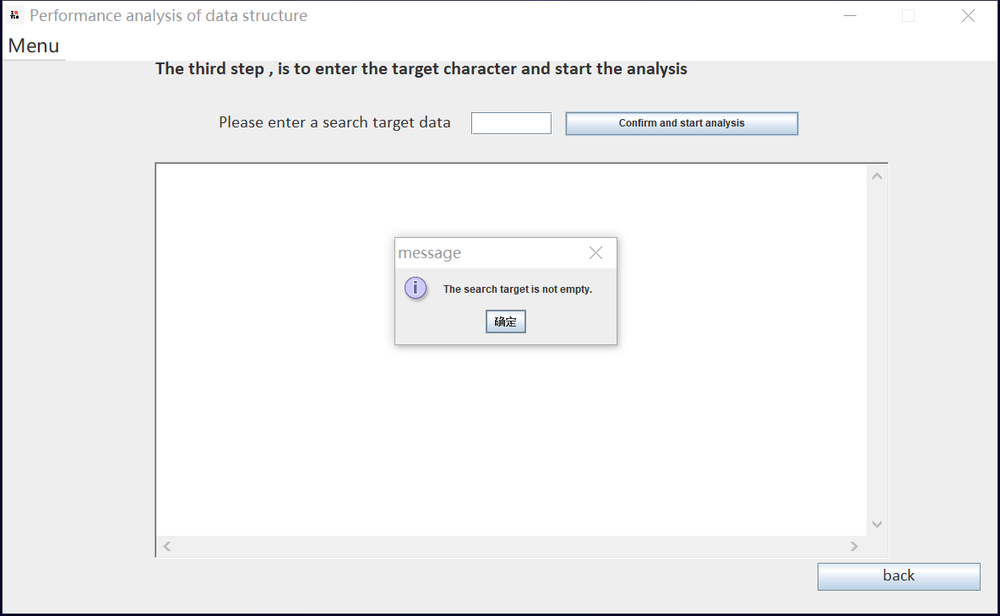 Performance analysis of data structure
Menu
The third step , is to enter the target character and start the analysis
Please enter a search target data
Confirm and start analysis
message
The search target is not empty.
确定
back